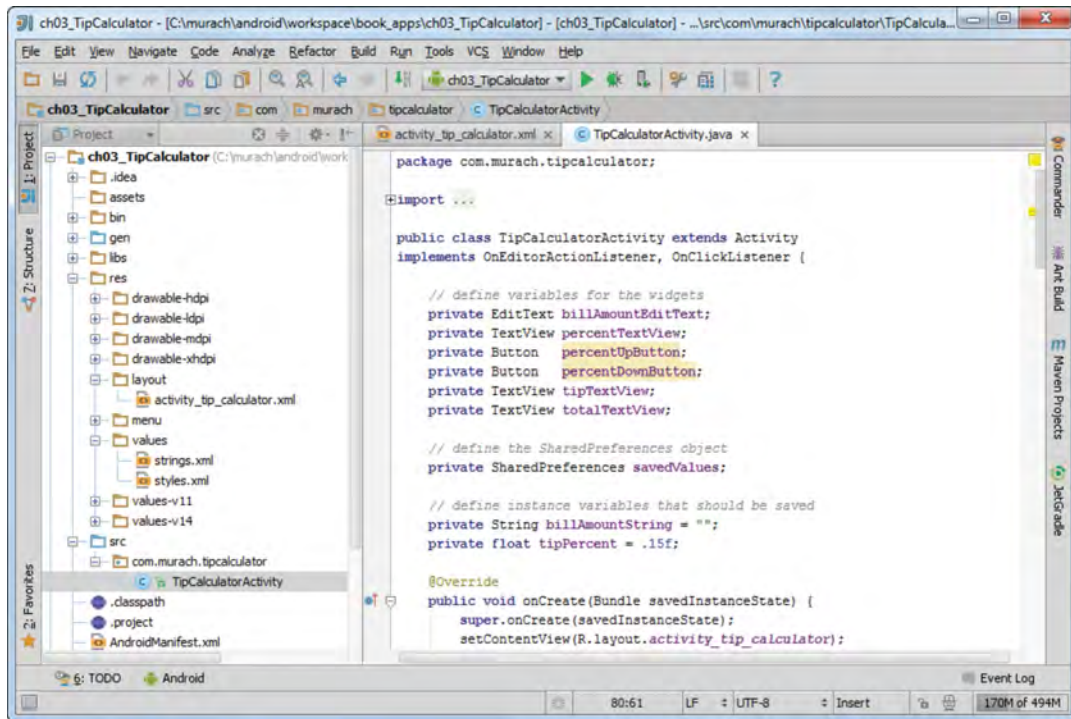 ch03_TipCalculator - [C:\murach\android\workspace\book_apps\ch03_TipCalculator] - [ch03_TipCalculator] - ...\src\com\murach\tipcalculator\TipCalcula...
File Edit View Navigate Code Analyze Refactor Build Run Tools VCS Window Help
ch03_TipCalculator
ch03_TipCalculator src com murach tipcalculator TipCalculatorActivity
Project
activity_tip_calculator.xml TipCalculatorActivity.java
1: Project
Z: Structure
2: Favorites
ch03_TipCalculator (C:\murach\android\work
.idea
assets
bin
gen
libs
res
drawable-hdpi
drawable-ldpi
drawable-mdpi
drawable-xhdpi
layout
activity_tip_calculator.xml
menu
values
strings.xml
styles.xml
values-v11
values-v14
src
com.murach.tipcalculator
TipCalculatorActivity
.classpath
.project
AndroidManifest.xml
package com.murach.tipcalculator;
import ...
public class TipCalculatorActivity extends Activity
implements OnEditorActionListener, OnClickListener {
// define variables for the widgets
private EditText billAmountEditText;
private TextView percentTextView;
private Button percentUpButton;
private Button percentDownButton;
private TextView tipTextView;
private TextView totalTextView;
// define the SharedPreferences object
private SharedPreferences savedValues;
// define instance variables that should be saved
private String billAmountString = "";
private float tipPercent = .15f;
@Override
public void onCreate(Bundle savedInstanceState) {
super.onCreate(savedInstanceState);
setContentView(R.layout.activity_tip_calculator);
Commander
Ant Build
Maven Projects
JetGradle
6: TODO Android Event Log
80:61 LF UTF-8 Insert 170M of 494M